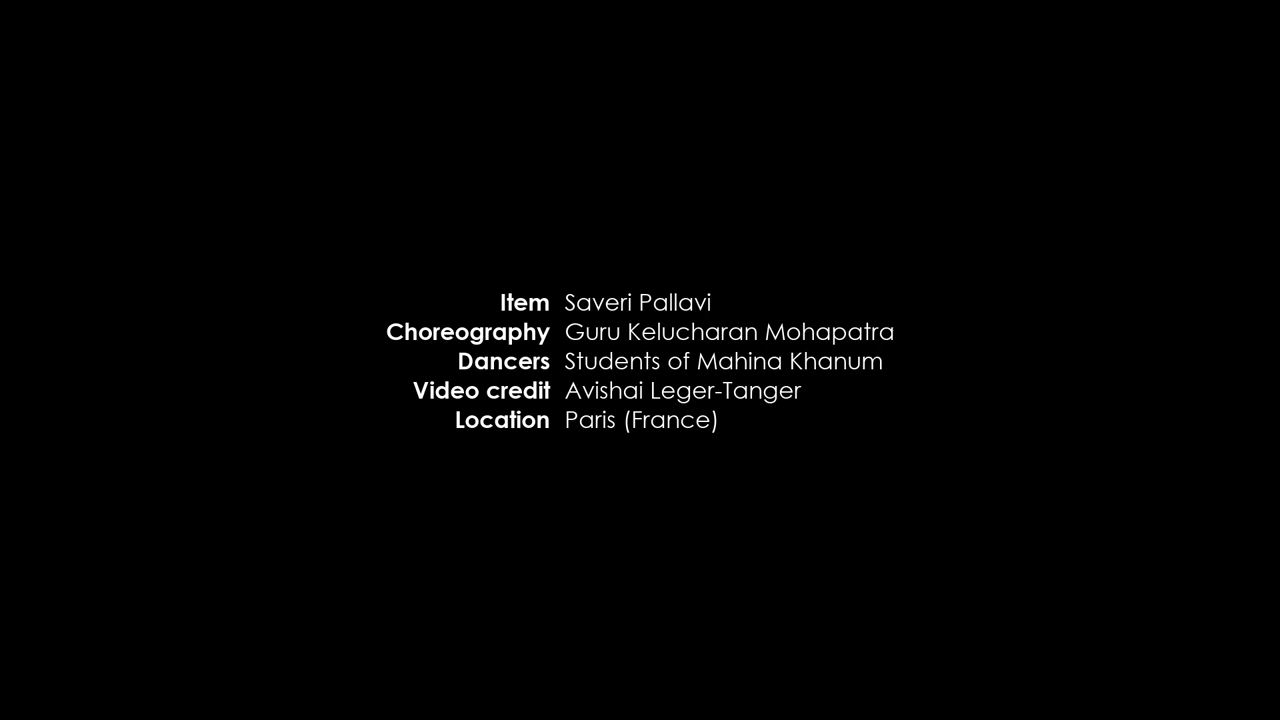 Item Saveri Pallavi
Choreography Guru Kelucharan Mohapatra
Dancers Students of Mahina Khanum
Video credit Avishai Leger-Tanger
Location Paris (France)